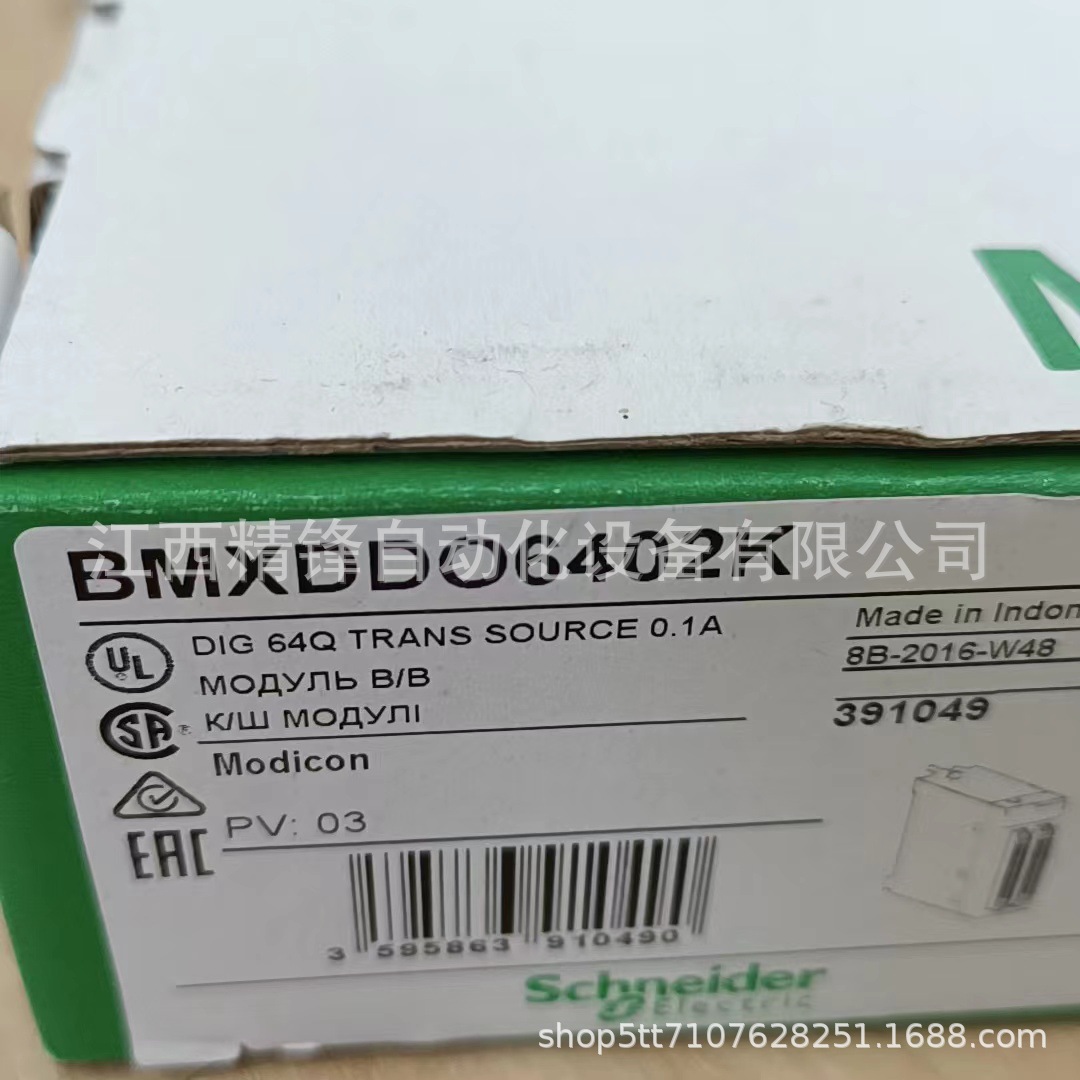 江西精锋自动化设备有限公司
BMXDDO6402K
DIG 64Q TRANS SOURCE 0.1A
МОДУЛЬ В/В
К/Ш МОДУЛІ
Modicon
PV: 03
Made in Indon
8B-2016-W48
391049
UL
SA
EAC
3 595863 910490
Schneider
Electric
shop5tt7107628251.1688.com